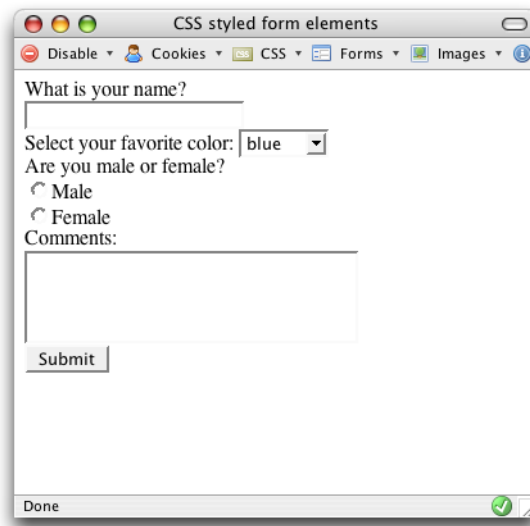 CSS styled form elements
Disable Cookies CSS CSS Forms Images
What is your name?
Select your favorite color: blue
Are you male or female?
Male
Female
Comments:
Submit
Done